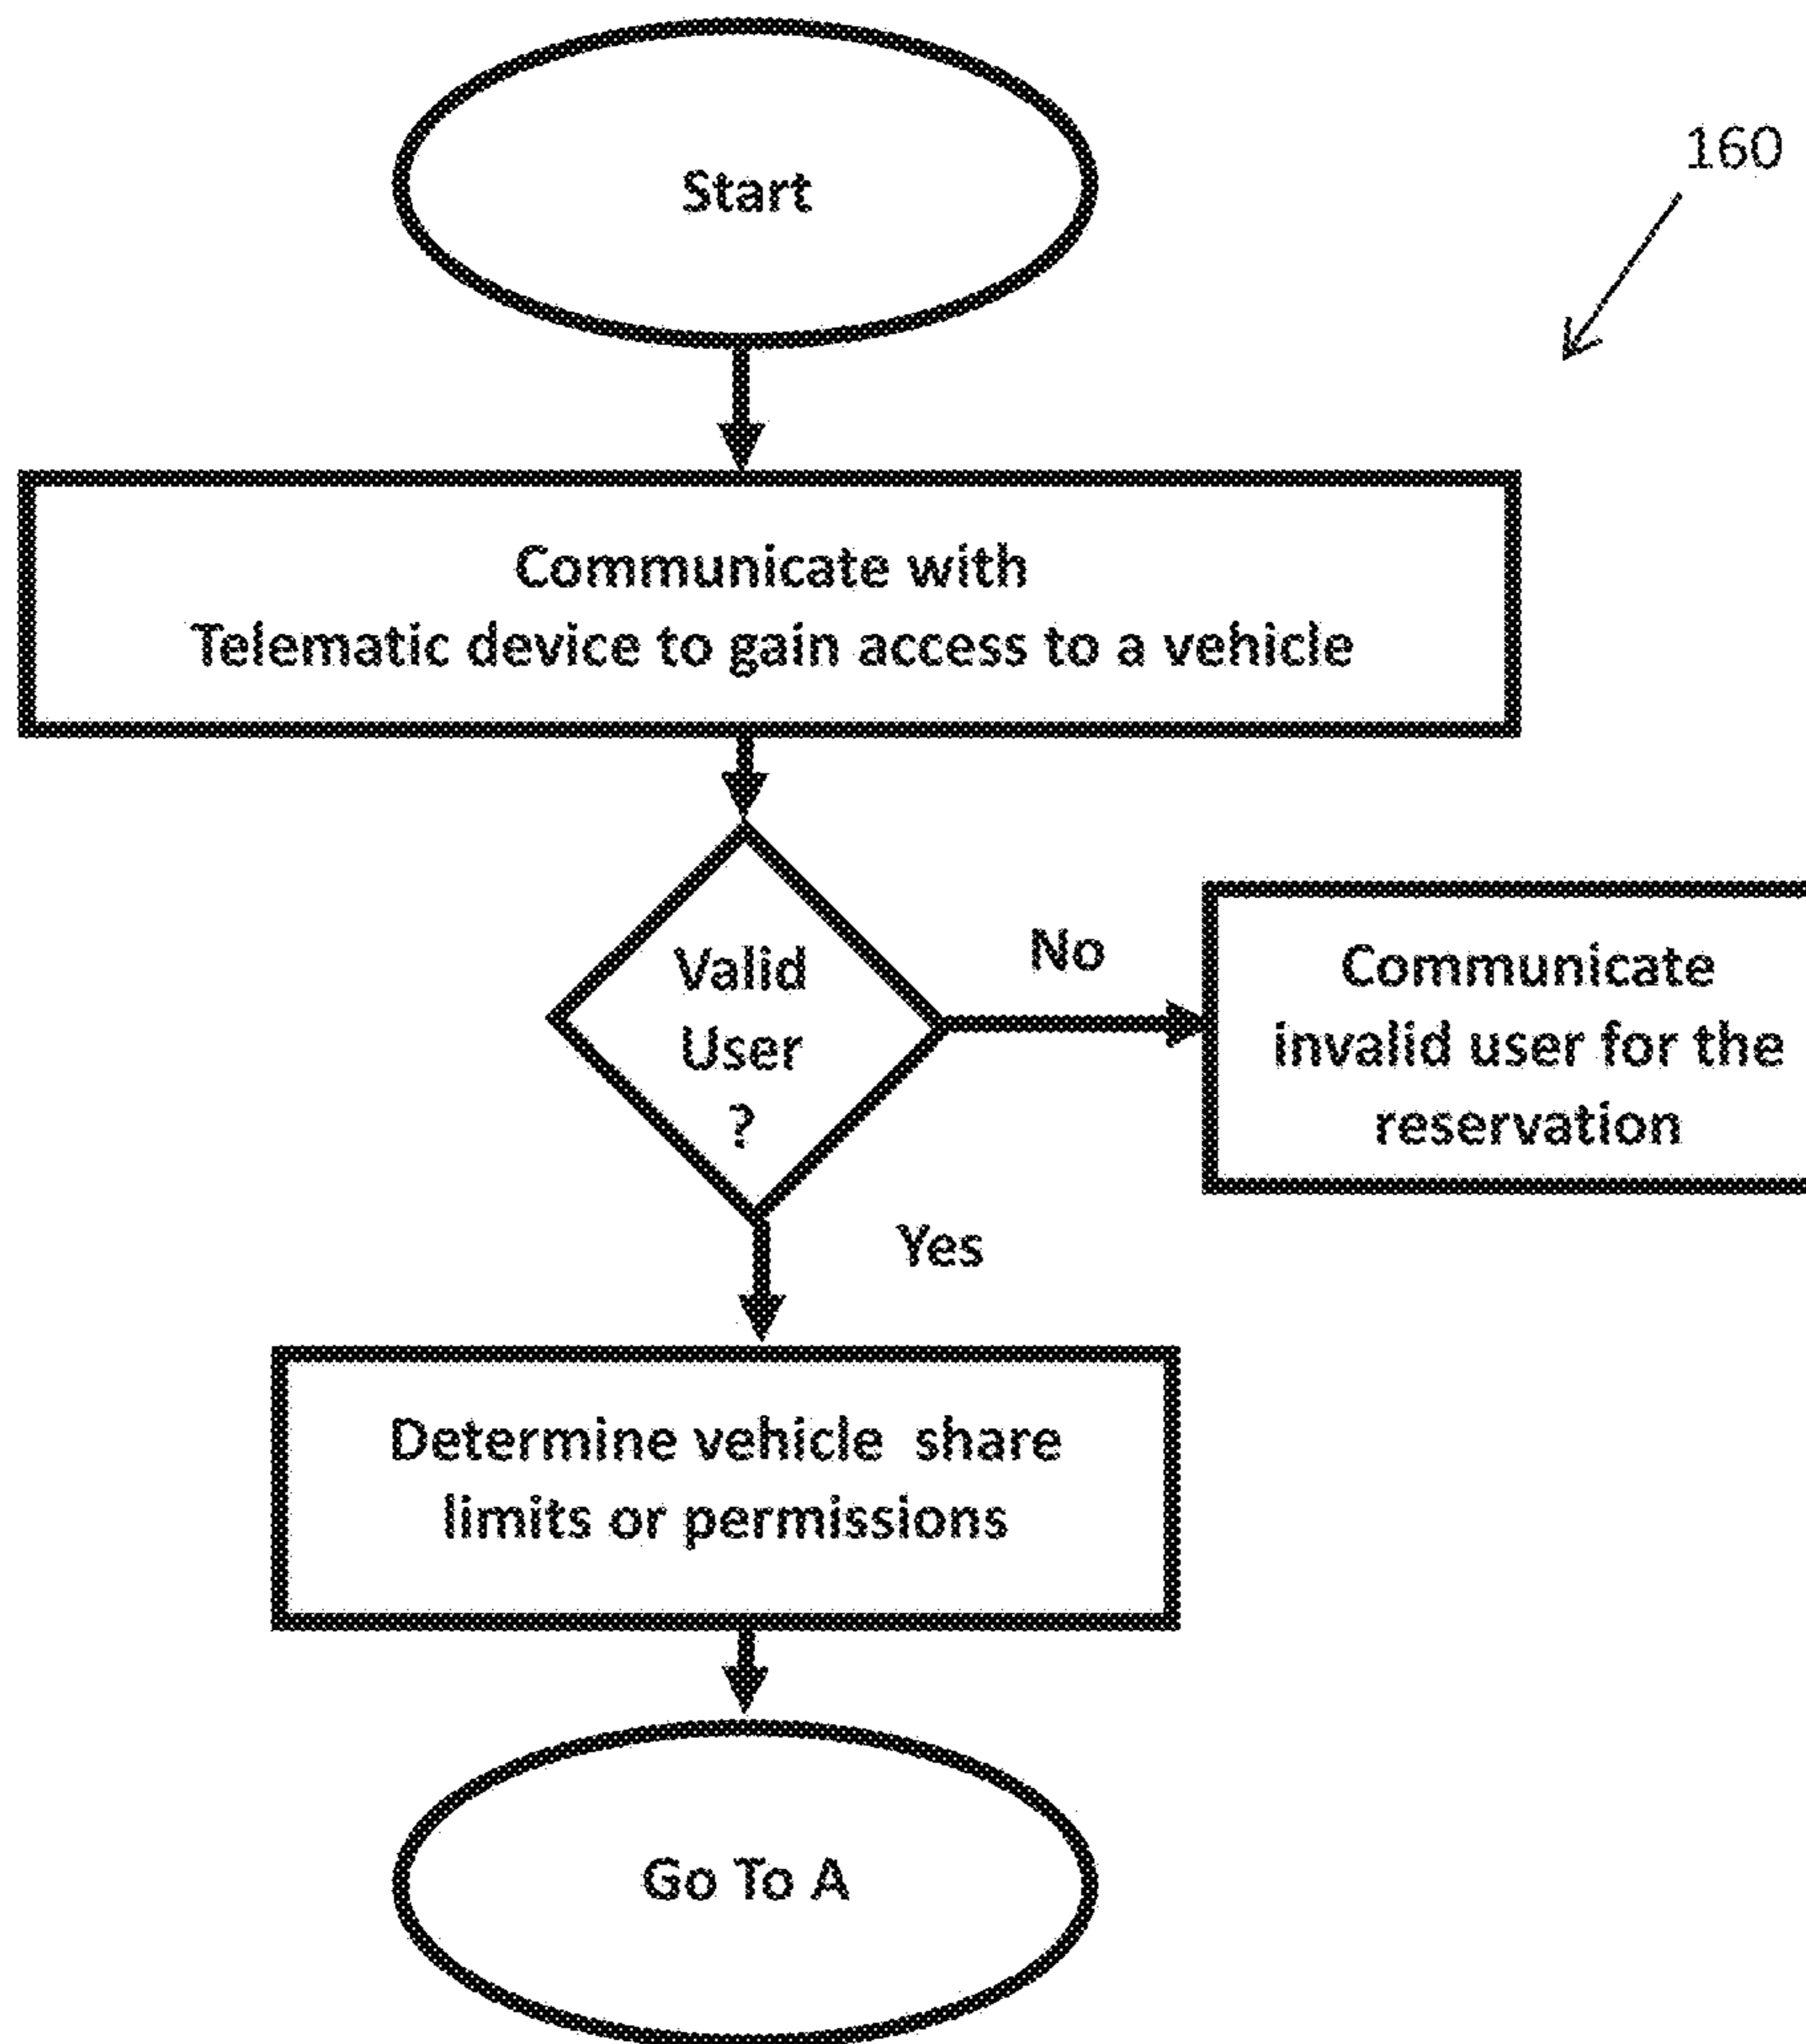 Start
160
Communicate with
Telematic device to gain access to a vehicle
Valid
User
?
No
Communicate
invalid user for the
reservation
Yes
Determine vehicle share
limits or permissions
Go To A